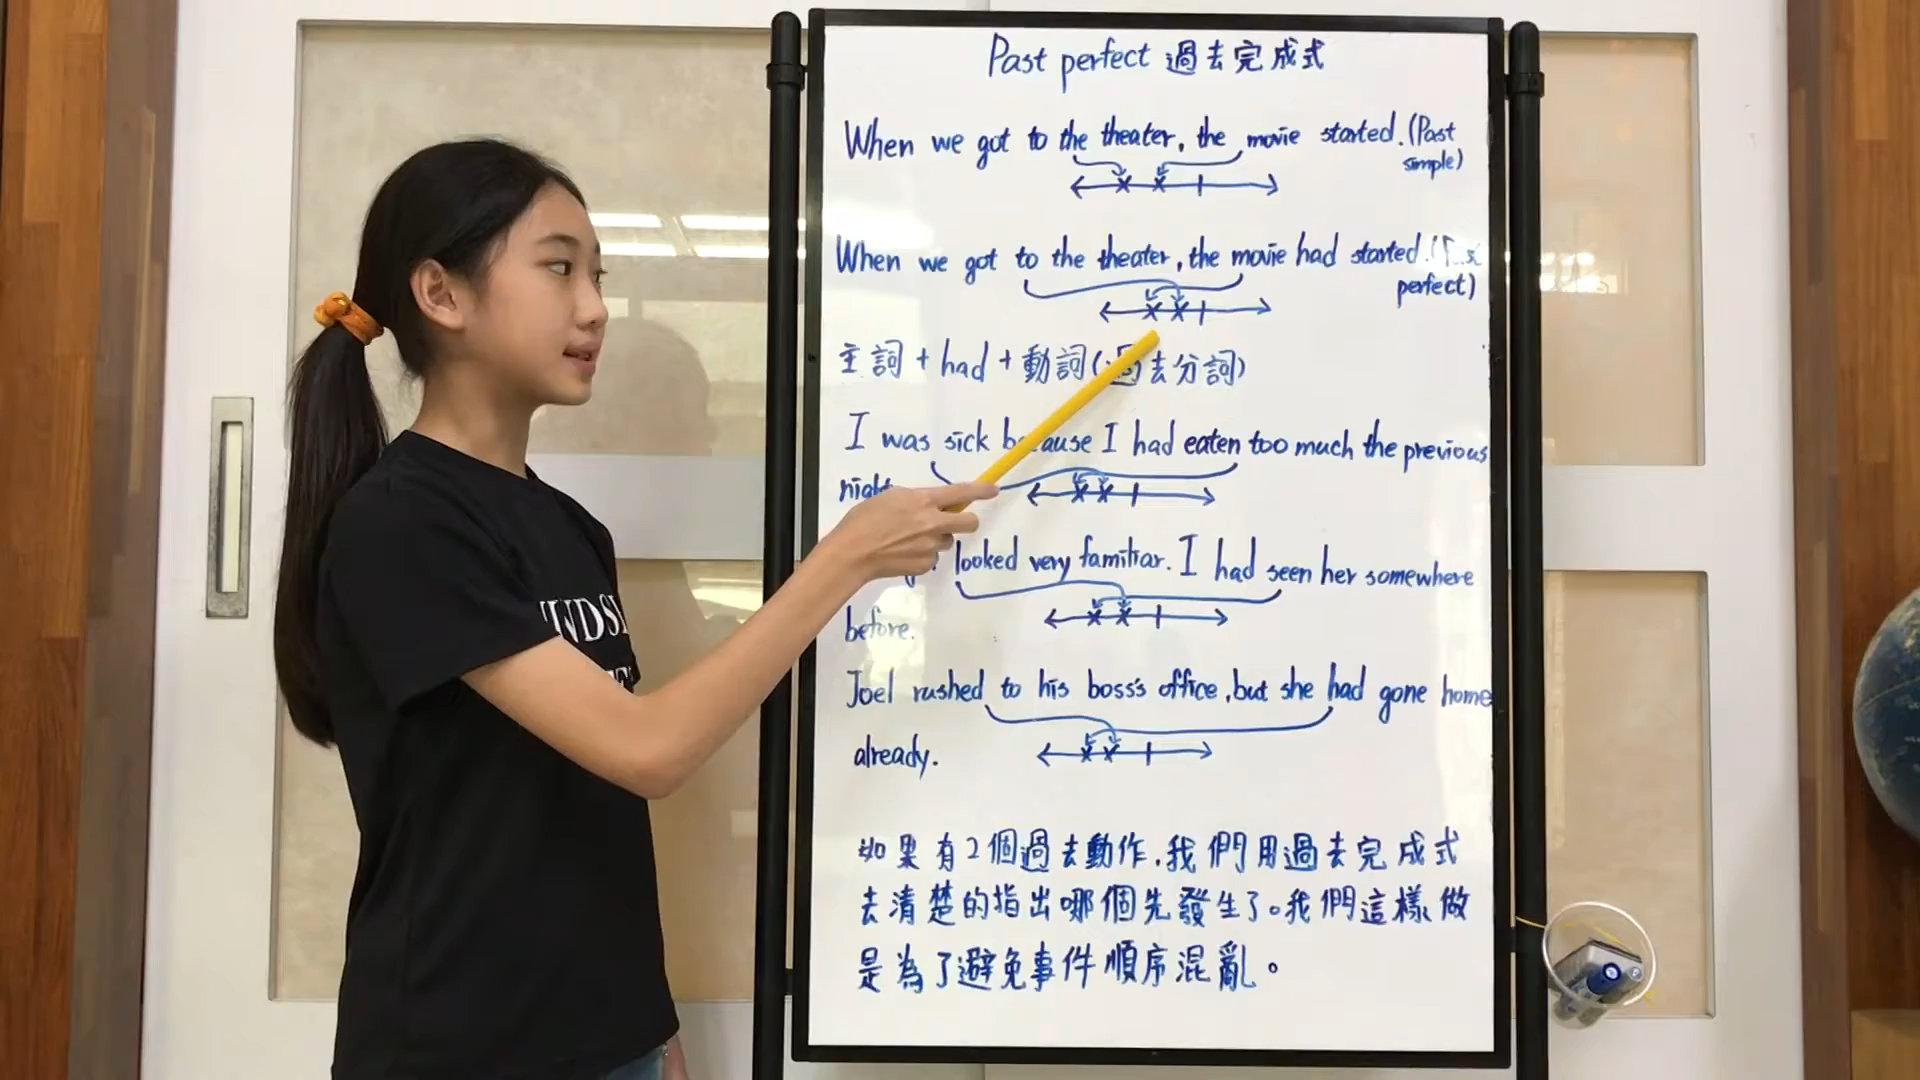 Past perfect 過去完成式
When we got to the theater, the movie started. (Past
simple)
When we got to the theater, the movie had started.
perfect)
主詞 + had + 動詞(過去分詞)
I was sick because I had eaten too much the previous
night
looked very familiar. I had seen her somewhere
before.
Joel rushed to his boss's office, but she had gone home
already.
如果有2個過去動作,我們用過去完成式
去清楚的指出哪個先發生了。我們這樣做
是為了避免事件順序混亂。